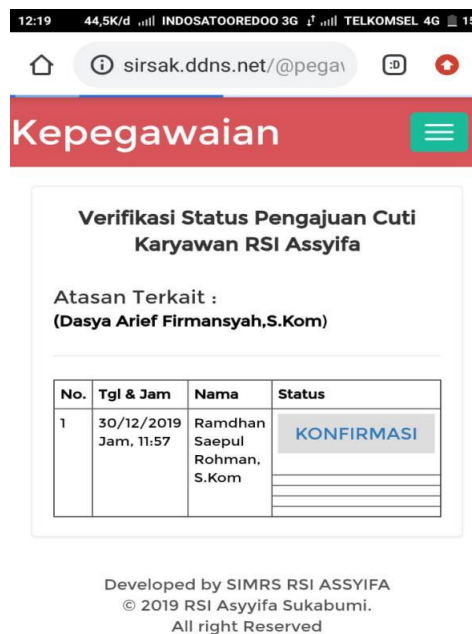 12:19 44,5K/d INDOSATOOREDOO 3G TELKOMSEL 4G 15
sirsak.ddns.net/@pegav :D
Kepegawaian
Verifikasi Status Pengajuan Cuti
Karyawan RSI Assyifa
Atasan Terkait :
(Dasya Arief Firmansyah,S.Kom)
No. Tgl & Jam Nama Status
1 30/12/2019 Ramdhan KONFIRMASI
Jam, 11:57 Saepul
Rohman,
S.Kom
Developed by SIMRS RSI ASSYIFA
© 2019 RSI Asyyifa Sukabumi.
All right Reserved